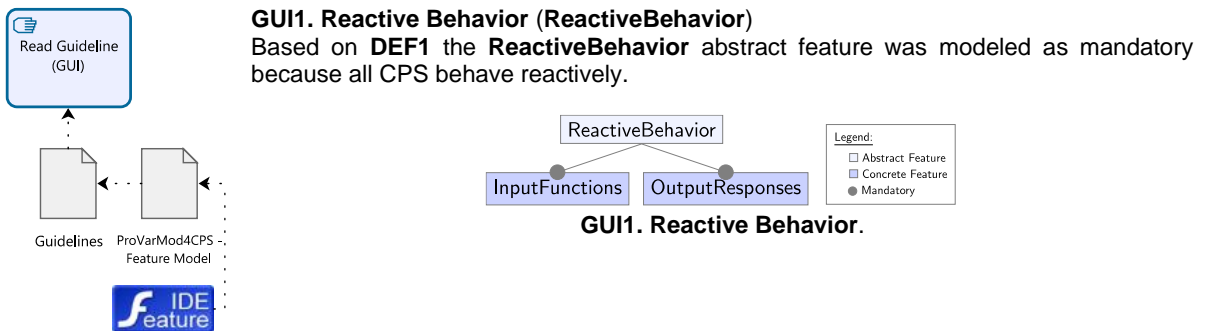 Read Guideline
(GUI)
Guidelines
ProVarMod4CPS -
Feature Model
IDE
Feature
GUI1. Reactive Behavior (ReactiveBehavior)
Based on DEF1 the ReactiveBehavior abstract feature was modeled as mandatory
because all CPS behave reactively.
ReactiveBehavior
InputFunctions
OutputResponses
Legend:
Abstract Feature
Concrete Feature
Mandatory
GUI1. Reactive Behavior.